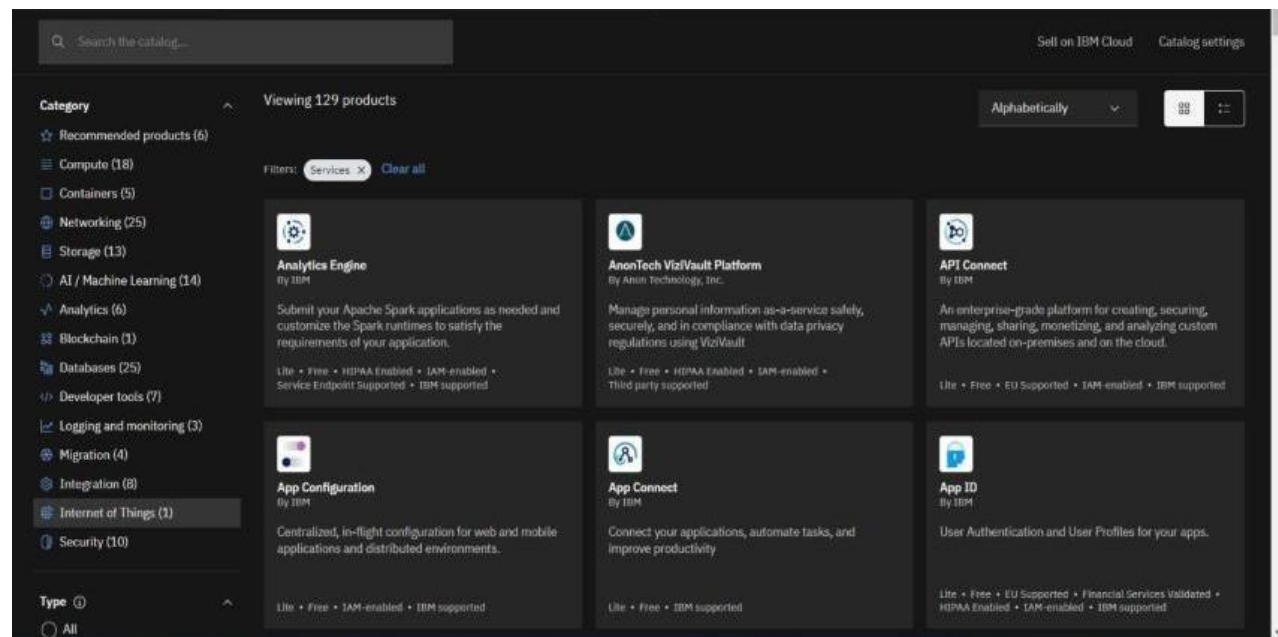 Search the catalog...
Sell on IBM Cloud
Catalog settings
Category
Recommended products (6)
Compute (18)
Containers (5)
Networking (25)
Storage (13)
AI / Machine Learning (14)
Analytics (6)
Blockchain (1)
Databases (25)
Developer tools (7)
Logging and monitoring (3)
Migration (4)
Integration (8)
Internet of Things (1)
Security (10)
Type
All
Viewing 129 products
Alphabetically
Filters: Services × Clear all
Analytics Engine
By IBM
Submit your Apache Spark applications as needed and
customize the Spark runtimes to satisfy the
requirements of your application.
Lite • Free • HIPAA Enabled • IAM-enabled •
Service Endpoint Supported • IBM supported
AnonTech ViziVault Platform
By Anon Technology, Inc.
Manage personal information as-a-service safely,
securely, and in compliance with data privacy
regulations using ViziVault
Lite • Free • HIPAA Enabled • IAM-enabled •
Third party supported
API Connect
By IBM
An enterprise-grade platform for creating, securing,
managing, sharing, monetizing, and analyzing custom
APIs located on-premises and on the cloud.
Lite • Free • EU Supported • IAM-enabled • IBM supported
App Configuration
By IBM
Centralized, in-flight configuration for web and mobile
applications and distributed environments.
Lite • Free • IAM-enabled • IBM supported
App Connect
By IBM
Connect your applications, automate tasks, and
improve productivity
Lite • Free • IBM supported
App ID
By IBM
User Authentication and User Profiles for your apps.
Lite • Free • EU Supported • Financial Services Validated •
HIPAA Enabled • IAM-enabled • IBM supported